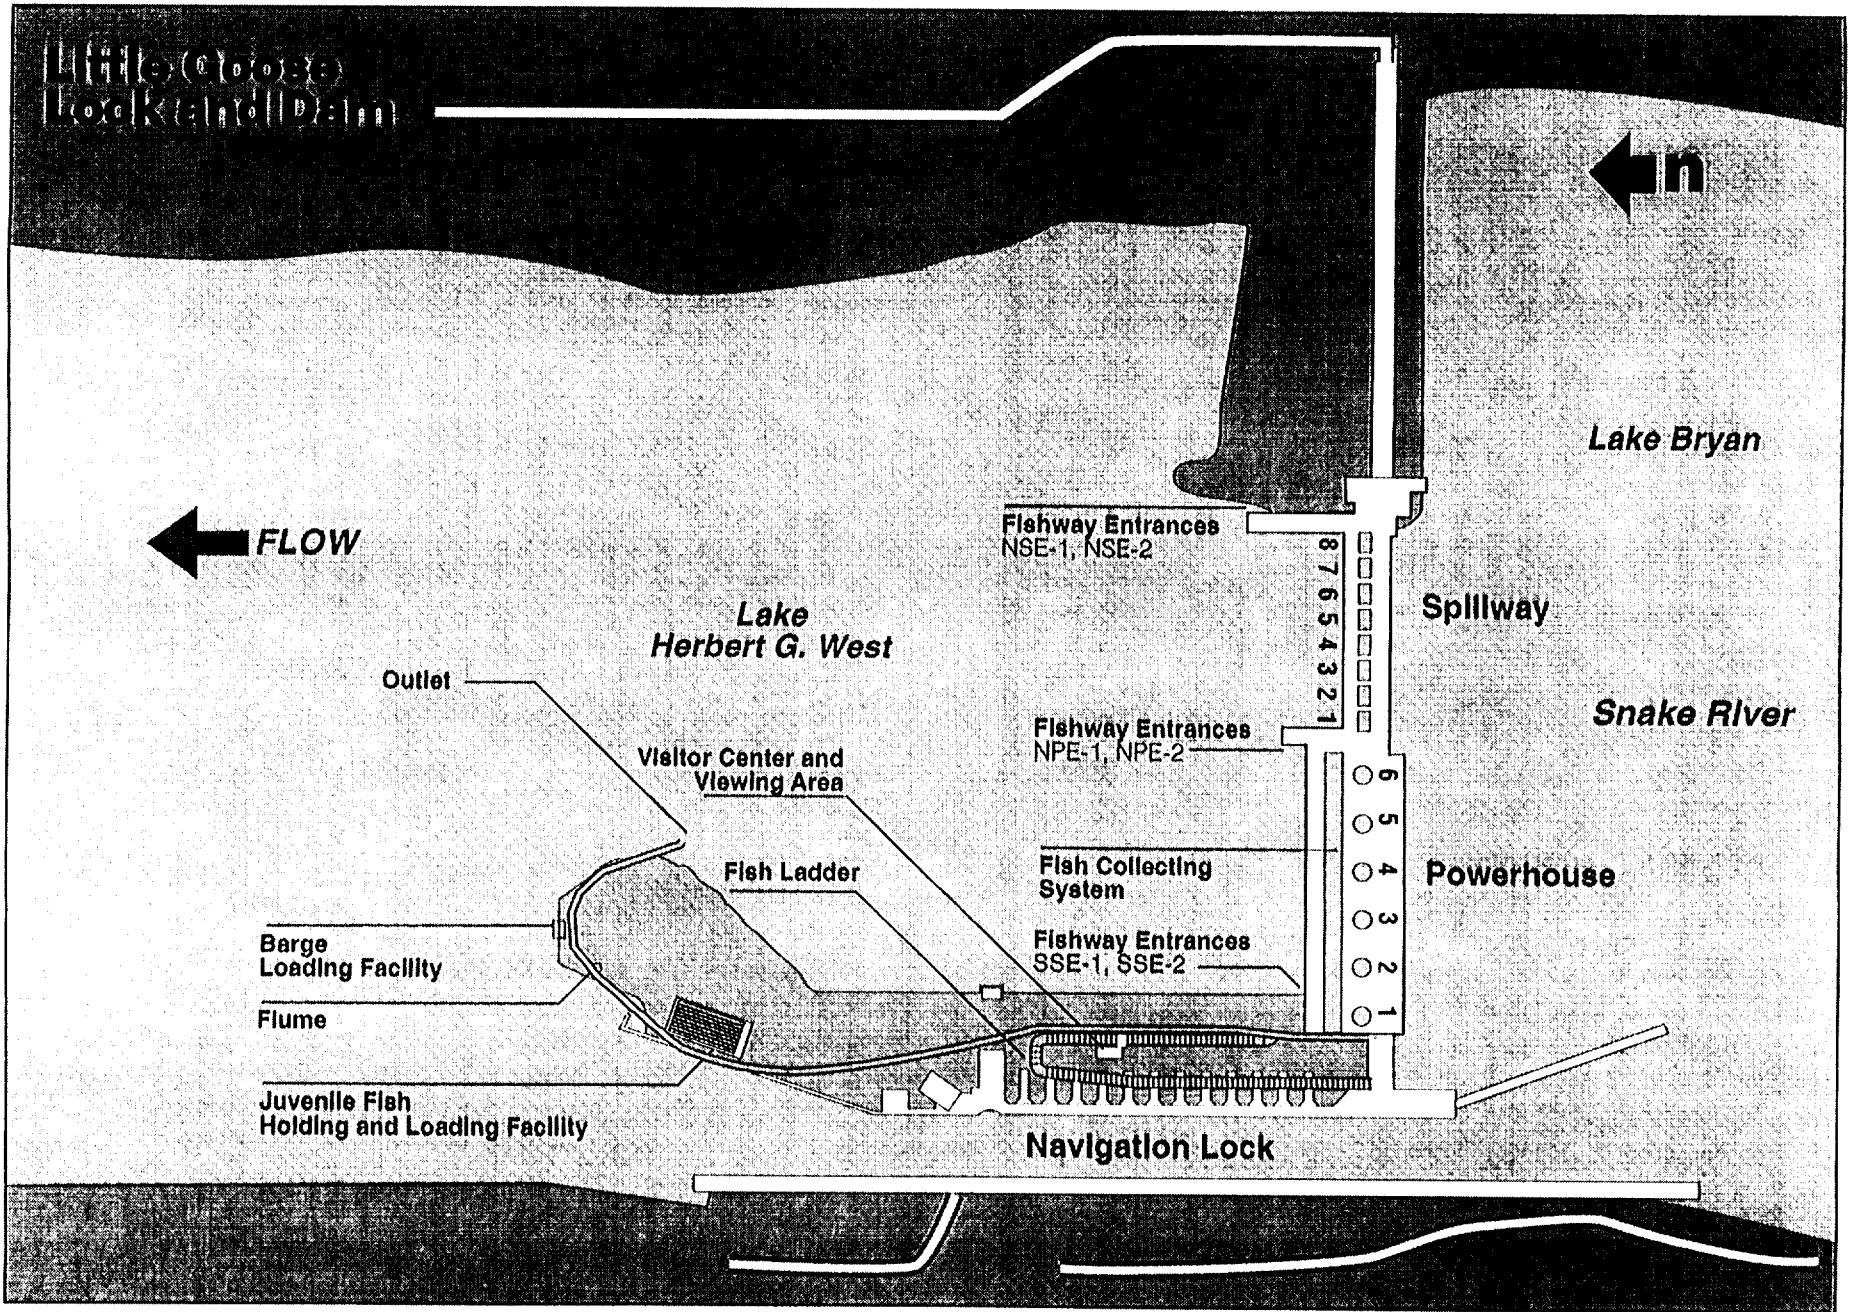 Little Goose
Lock and Dam
n
Lake Bryan
FLOW
Fishway Entrances
NSE-1, NSE-2
8
7
6
5
4
3
2
1
Spillway
Lake
Herbert G. West
Outlet
Snake River
Fishway Entrances
NPE-1, NPE-2
Visitor Center and
Viewing Area
6
5
4
3
2
1
Fish Ladder
Fish Collecting
System
Powerhouse
Barge
Loading Facility
Fishway Entrances
SSE-1, SSE-2
Flume
Juvenile Fish
Holding and Loading Facility
Navigation Lock